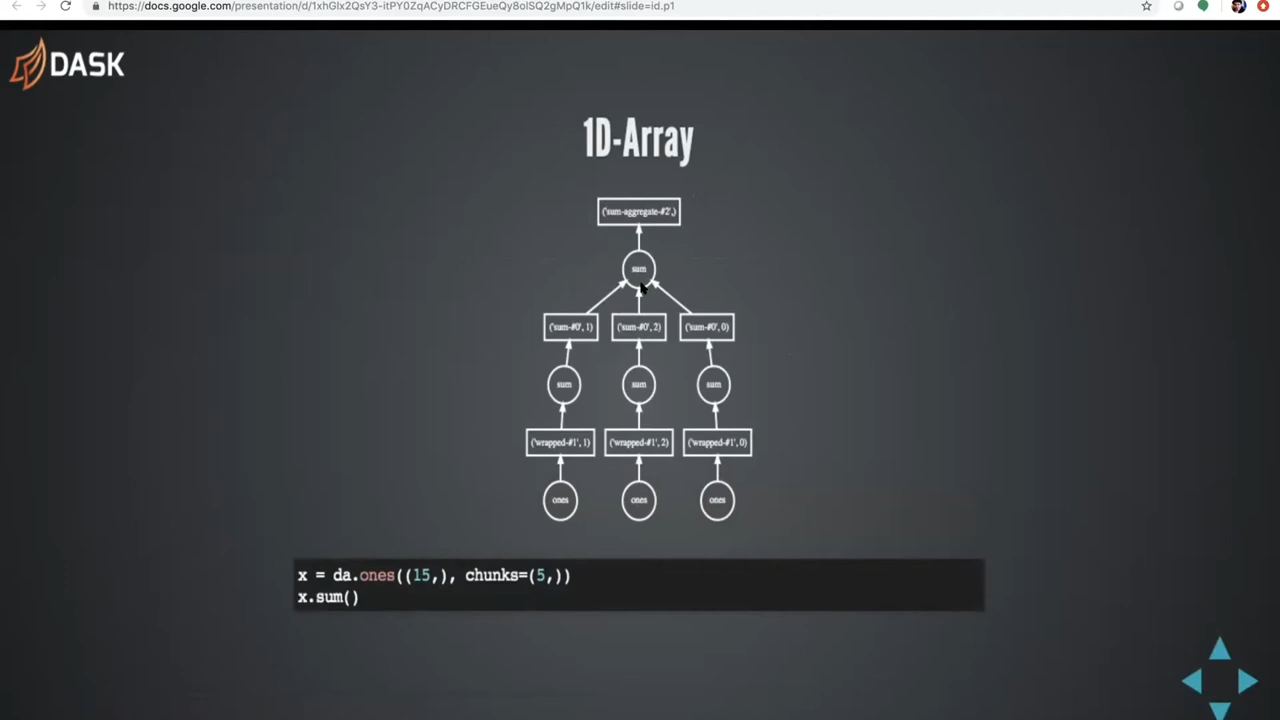 https://docs.google.com/presentation/d/1xhGlx2QsY3-itPY0ZqACyDRCFGEueQy8olSQ2gMpQ1k/edit#slide=id.p1
DASK
1D-Array
('sum-aggregate-#2',)
sum
('sum-#0', 1) ('sum-#0', 2) ('sum-#0', 0)
sum sum sum
('wrapped-#1', 1) ('wrapped-#1', 2) ('wrapped-#1', 0)
ones ones ones
x = da.ones((15,), chunks=(5,))
x.sum()